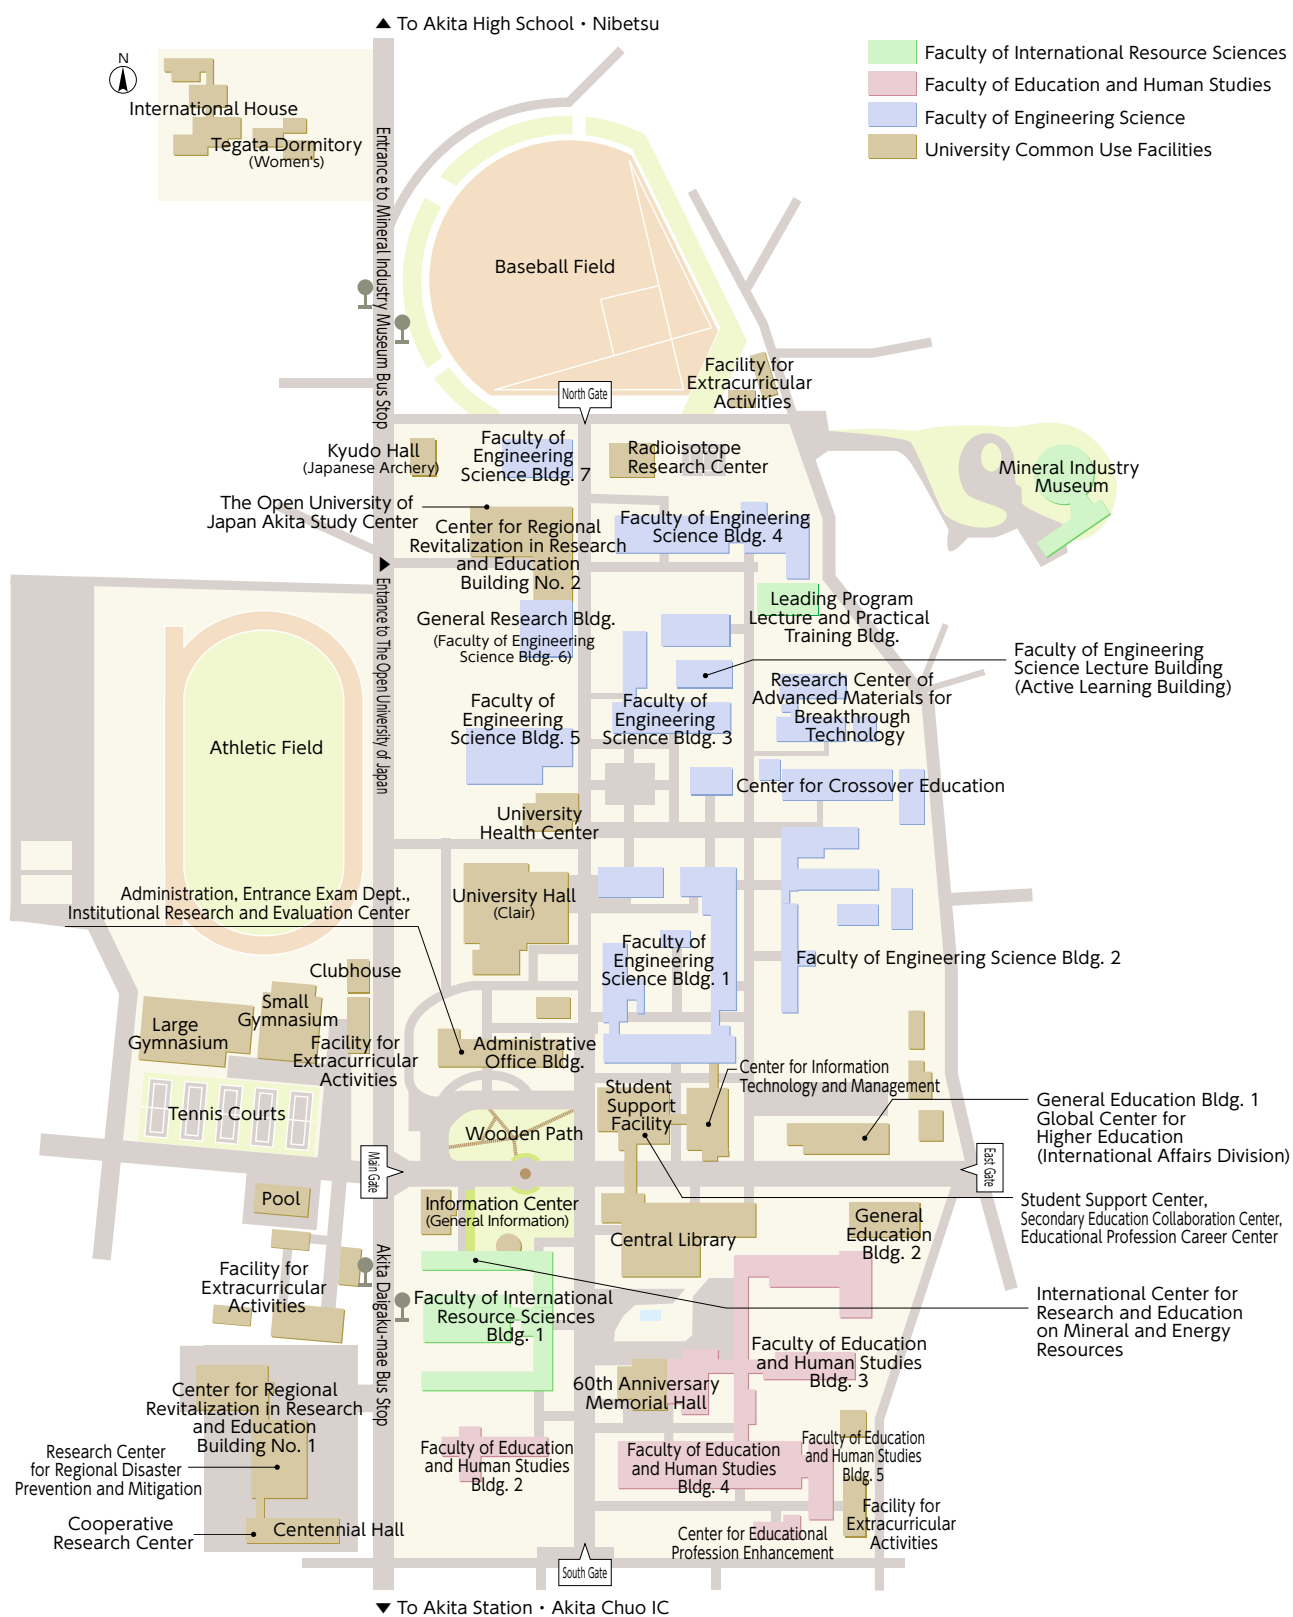 ▲ To Akita High School・Nibetsu
N
Faculty of International Resource Sciences
Faculty of Education and Human Studies
Faculty of Engineering Science
University Common Use Facilities
International House
Tegata Dormitory
(Women's)
Entrance to Mineral Industry Museum Bus Stop
Baseball Field
Facility for
Extracurricular
Activities
North Gate
Kyudo Hall
(Japanese Archery)
Faculty of
Engineering
Science Bldg. 7
Radioisotope
Research Center
Mineral Industry
Museum
The Open University of
Japan Akita Study Center
Center for Regional
Revitalization in Research
and Education
Building No. 2
Faculty of Engineering
Science Bldg. 4
Entrance to The Open University of Japan
General Research Bldg.
(Faculty of Engineering
Science Bldg. 6)
Leading Program
Lecture and Practical
Training Bldg.
Faculty of Engineering
Science Lecture Building
(Active Learning Building)
Research Center of
Advanced Materials for
Breakthrough
Technology
Faculty of
Engineering
Science Bldg. 5
Faculty of
Engineering
Science Bldg. 3
Athletic Field
Center for Crossover Education
University
Health Center
Administration, Entrance Exam Dept.,
Institutional Research and Evaluation Center
University Hall
(Clair)
Faculty of
Engineering
Science Bldg. 1
Faculty of Engineering Science Bldg. 2
Clubhouse
Small
Gymnasium
Large
Gymnasium
Facility for
Extracurricular
Activities
Administrative
Office Bldg.
Center for Information
Technology and Management
Student
Support
Facility
Tennis Courts
Wooden Path
General Education Bldg. 1
Global Center for
Higher Education
(International Affairs Division)
Main Gate
East Gate
Pool
Information Center
(General Information)
Student Support Center,
Secondary Education Collaboration Center,
Educational Profession Career Center
Central Library
General
Education
Bldg. 2
Akita Daigaku-mae Bus Stop
Facility for
Extracurricular
Activities
Faculty of International
Resource Sciences
Bldg. 1
International Center for
Research and Education
on Mineral and Energy
Resources
Faculty of Education
and Human Studies
Bldg. 3
60th Anniversary
Memorial Hall
Center for Regional
Revitalization in Research
and Education
Building No. 1
Research Center
for Regional Disaster
Prevention and Mitigation
Faculty of Education
and Human Studies
Bldg. 2
Faculty of Education
and Human Studies
Bldg. 4
Faculty of Education
and Human Studies
Bldg. 5
Cooperative
Research Center
Centennial Hall
Center for Educational
Profession Enhancement
Facility for
Extracurricular
Activities
South Gate
▼ To Akita Station・Akita Chuo IC